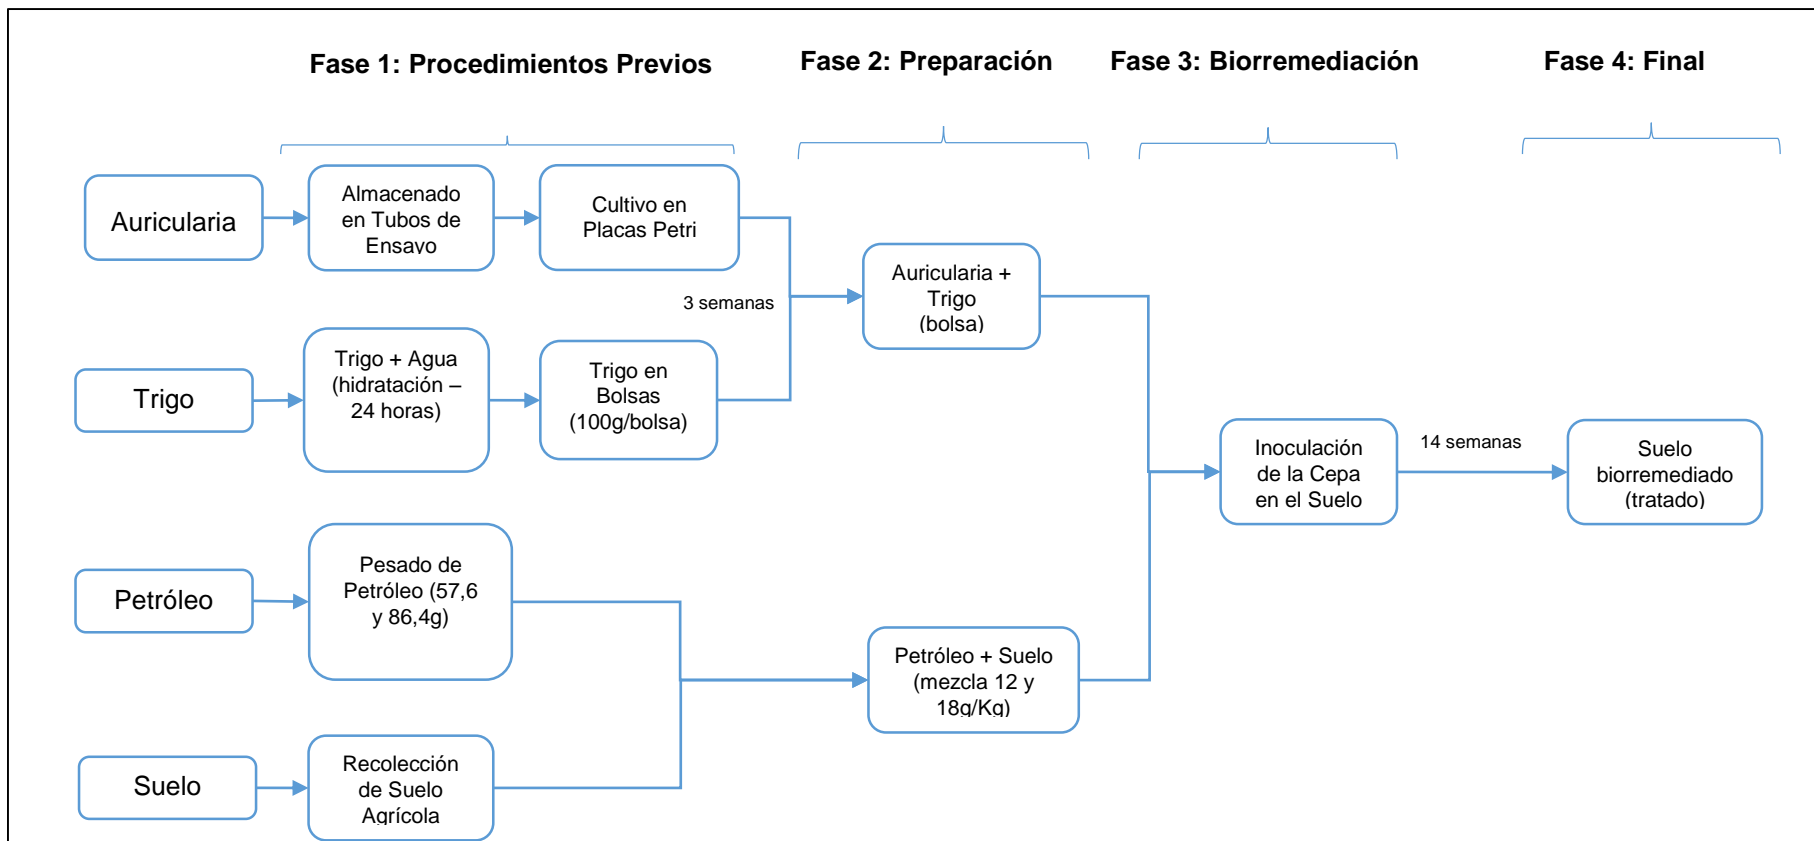 Fase 1: Procedimientos Previos
Fase 2: Preparación
Fase 3: Biorremediación
Fase 4: Final
Auricularia
Almacenado
en Tubos de
Ensayo
Cultivo en
Placas Petri
3 semanas
Auricularia +
Trigo
(bolsa)
Trigo
Trigo + Agua
(hidratación –
24 horas)
Trigo en
Bolsas
(100g/bolsa)
Inoculación
de la Cepa
en el Suelo
14 semanas
Suelo
biorremediado
(tratado)
Petróleo
Pesado de
Petróleo (57,6
y 86,4g)
Petróleo + Suelo
(mezcla 12 y
18g/Kg)
Suelo
Recolección
de Suelo
Agrícola